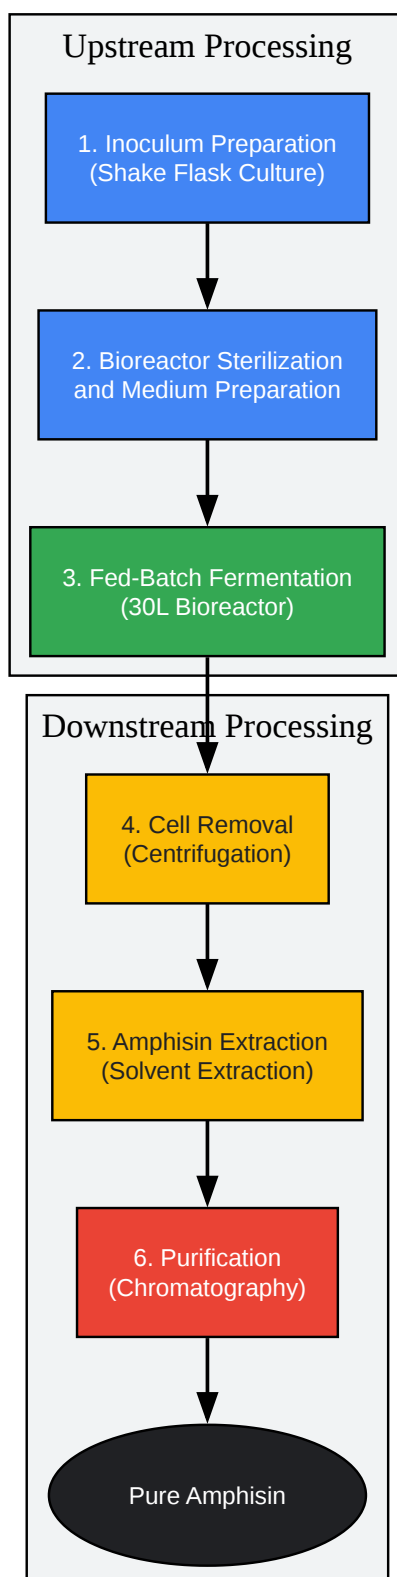 Upstream Processing
1. Inoculum Preparation
(Shake Flask Culture)
2. Bioreactor Sterilization
and Medium Preparation
3. Fed-Batch Fermentation
(30L Bioreactor)
Downstream Processing
4. Cell Removal
(Centrifugation)
5. Amphisin Extraction
(Solvent Extraction)
6. Purification
(Chromatography)
Pure Amphisin